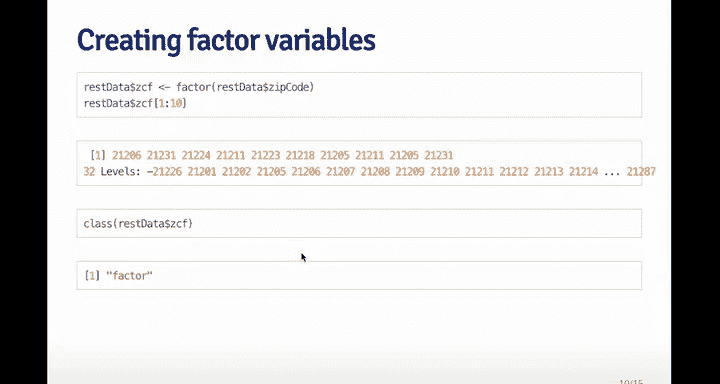 Creating factor variables
restData$zcf <- factor(restData$zipCode)
restData$zcf[1:10]
[1] 21206 21231 21224 21211 21223 21218 21205 21211 21205 21231
32 Levels: -21226 21201 21202 21205 21206 21207 21208 21209 21210 21211 21212 21213 21214 ... 21287
class(restData$zcf)
[1] "factor"
10/15